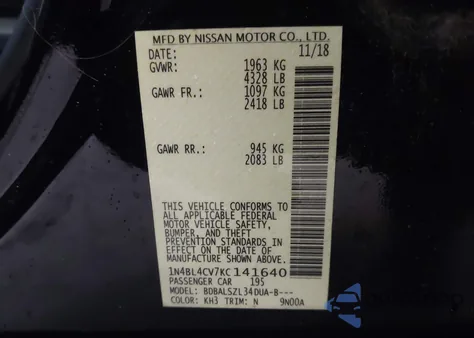 MFD BY NISSAN MOTOR CO., LTD.
DATE: 11/18
GVWR: 1963 KG
4328 LB
GAWR FR.: 1097 KG
2418 LB
GAWR RR.: 945 KG
2083 LB
THIS VEHICLE CONFORMS TO
ALL APPLICABLE FEDERAL
MOTOR VEHICLE SAFETY,
BUMPER, AND THEFT
PREVENTION STANDARDS IN
EFFECT ON THE DATE OF
MANUFACTURE SHOWN ABOVE.
1N4BL4CV7KC141640
PASSENGER CAR 195
MODEL: BDBALSZL34DUA-B---
COLOR: KH3 TRIM: N 9N00A